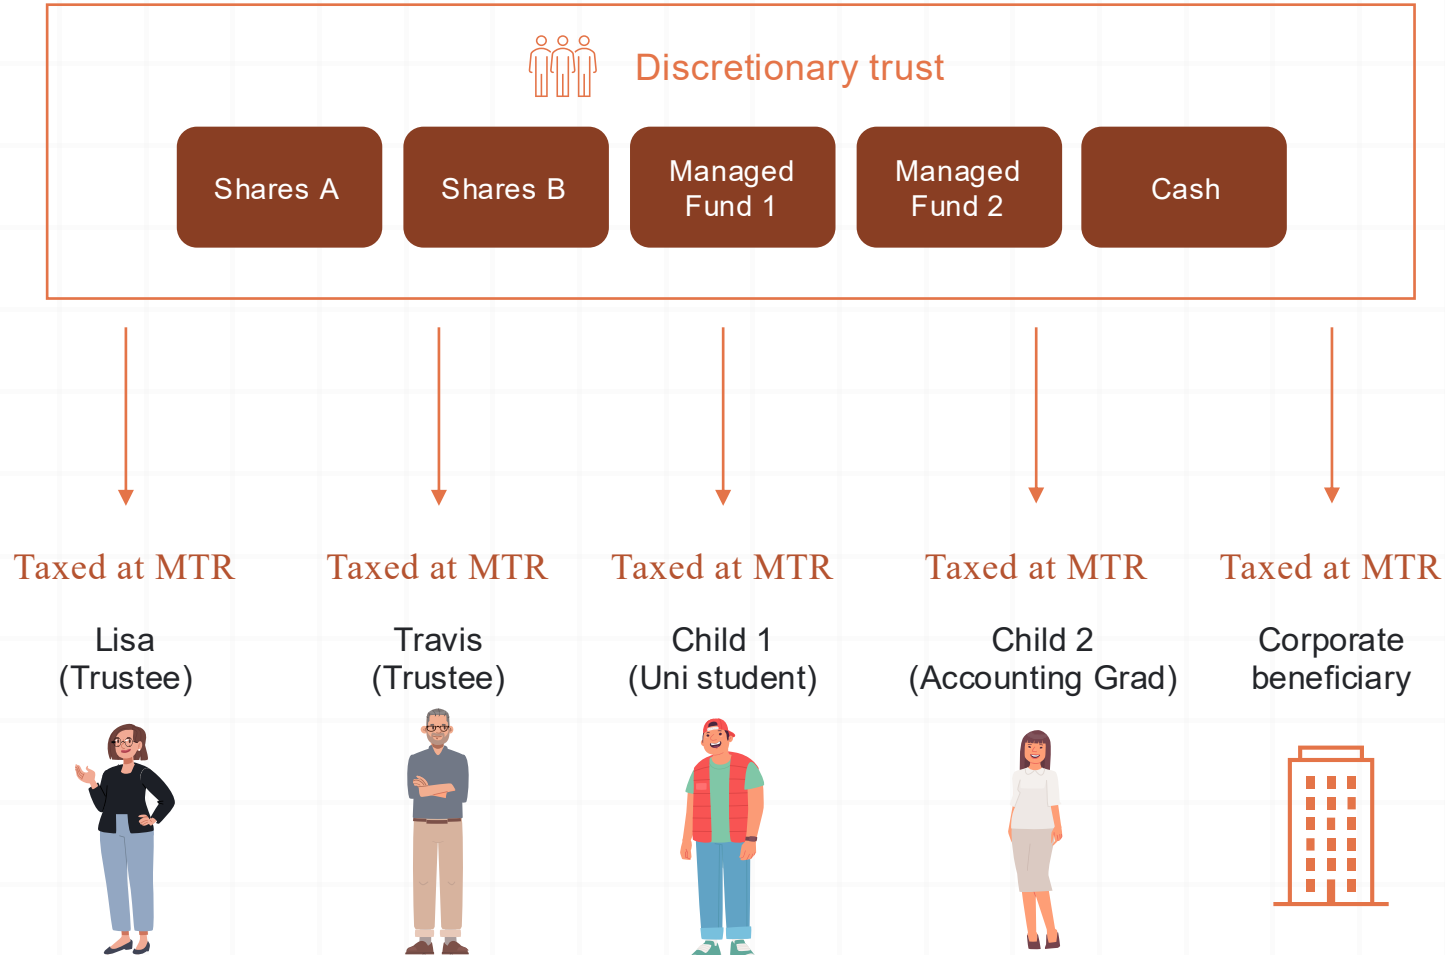 Discretionary trust
Shares A
Shares B
Managed
Fund 1
Managed
Fund 2
Cash
Taxed at MTR
Taxed at MTR
Taxed at MTR
Taxed at MTR
Taxed at MTR
Lisa
(Trustee)
Travis
(Trustee)
Child 1
(Uni student)
Child 2
(Accounting Grad)
Corporate
beneficiary